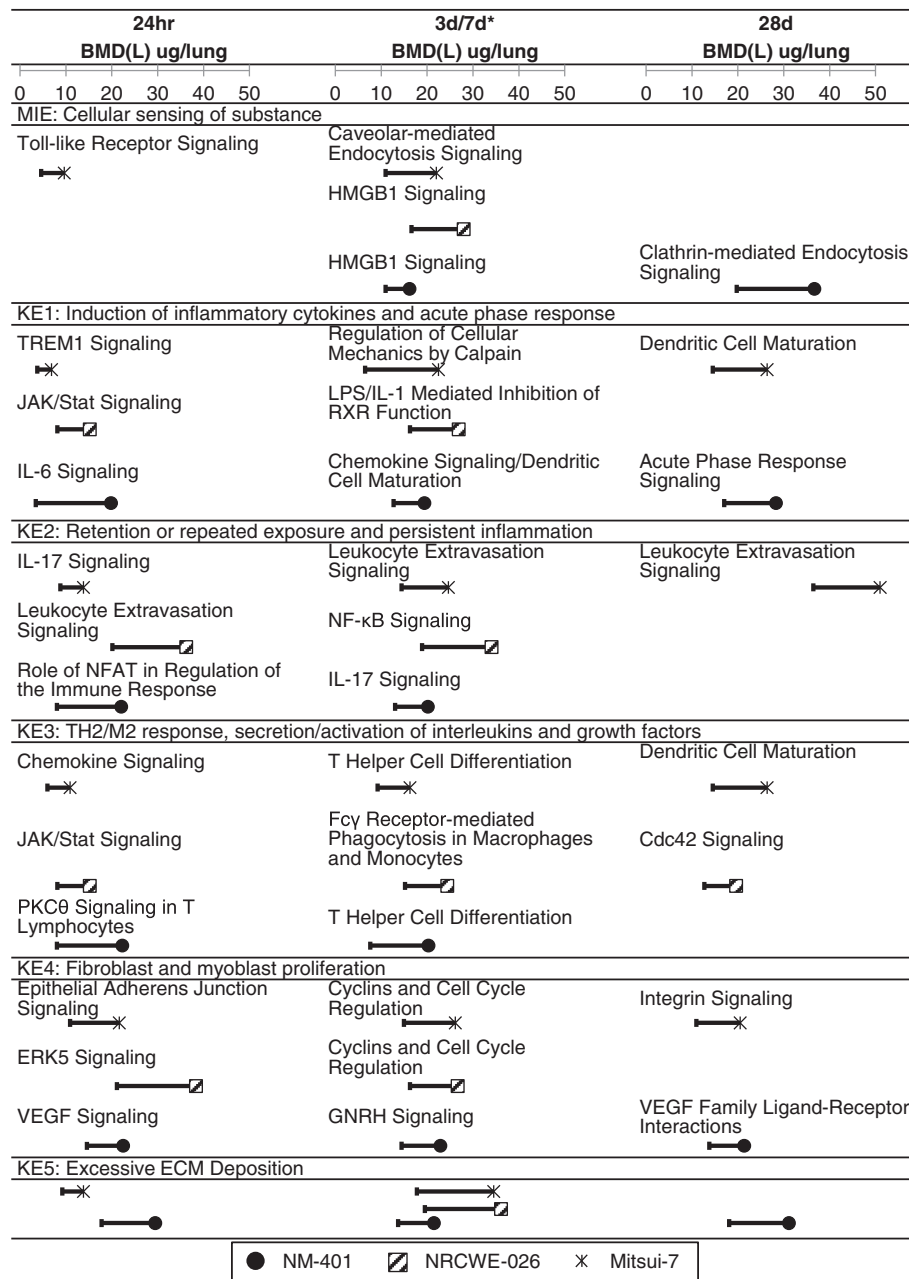 24hr 3d/7d* 28d
BMD(L) ug/lung BMD(L) ug/lung BMD(L) ug/lung
0 10 20 30 40 50 0 10 20 30 40 50 0 10 20 30 40 50
MIE: Cellular sensing of substance
Toll-like Receptor Signaling
Caveolar-mediated
Endocytosis Signaling
HMGB1 Signaling
HMGB1 Signaling
Clathrin-mediated Endocytosis
Signaling
KE1: Induction of inflammatory cytokines and acute phase response
TREM1 Signaling
Regulation of Cellular
Mechanics by Calpain
Dendritic Cell Maturation
JAK/Stat Signaling
LPS/IL-1 Mediated Inhibition of
RXR Function
IL-6 Signaling
Chemokine Signaling/Dendritic
Cell Maturation
Acute Phase Response
Signaling
KE2: Retention or repeated exposure and persistent inflammation
IL-17 Signaling
Leukocyte Extravasation
Signaling
Leukocyte Extravasation
Signaling
Leukocyte Extravasation
Signaling
NF-κB Signaling
Role of NFAT in Regulation of
the Immune Response
IL-17 Signaling
KE3: TH2/M2 response, secretion/activation of interleukins and growth factors
Chemokine Signaling
T Helper Cell Differentiation
Dendritic Cell Maturation
JAK/Stat Signaling
Fcγ Receptor-mediated
Phagocytosis in Macrophages
and Monocytes
Cdc42 Signaling
PKCθ Signaling in T
Lymphocytes
T Helper Cell Differentiation
KE4: Fibroblast and myoblast proliferation
Epithelial Adherens Junction
Signaling
Cyclins and Cell Cycle
Regulation
Integrin Signaling
ERK5 Signaling
Cyclins and Cell Cycle
Regulation
VEGF Signaling
GNRH Signaling
VEGF Family Ligand-Receptor
Interactions
KE5: Excessive ECM Deposition
NM-401 NRCWE-026 Mitsui-7